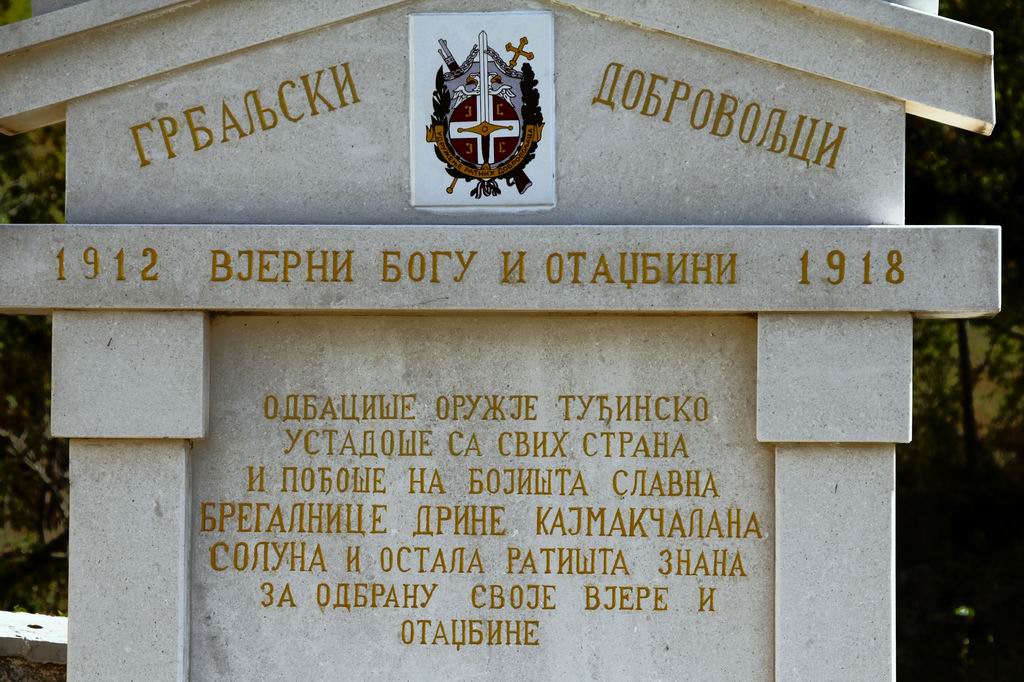 ГРБАЉСКИ ДОБРОВОЉЦИ
1912 ВЈЕРНИ БОГУ И ОТАЏБИНИ 1918
ОДБАЦИШЕ ОРУЖЈЕ ТУЂИНСКО
УСТАДОШЕ СА СВИХ СТРАНА
И ПОЂОШЕ НА БОЈИШТА СЛАВНА
БРЕГАЛНИЦЕ ДРИНЕ КАЈМАКЧАЛАНА
СОЛУНА И ОСТАЛА РАТИШТА ЗНАНА
ЗА ОДБРАНУ СВОЈЕ ВЈЕРЕ И
ОТАЏБИНЕ